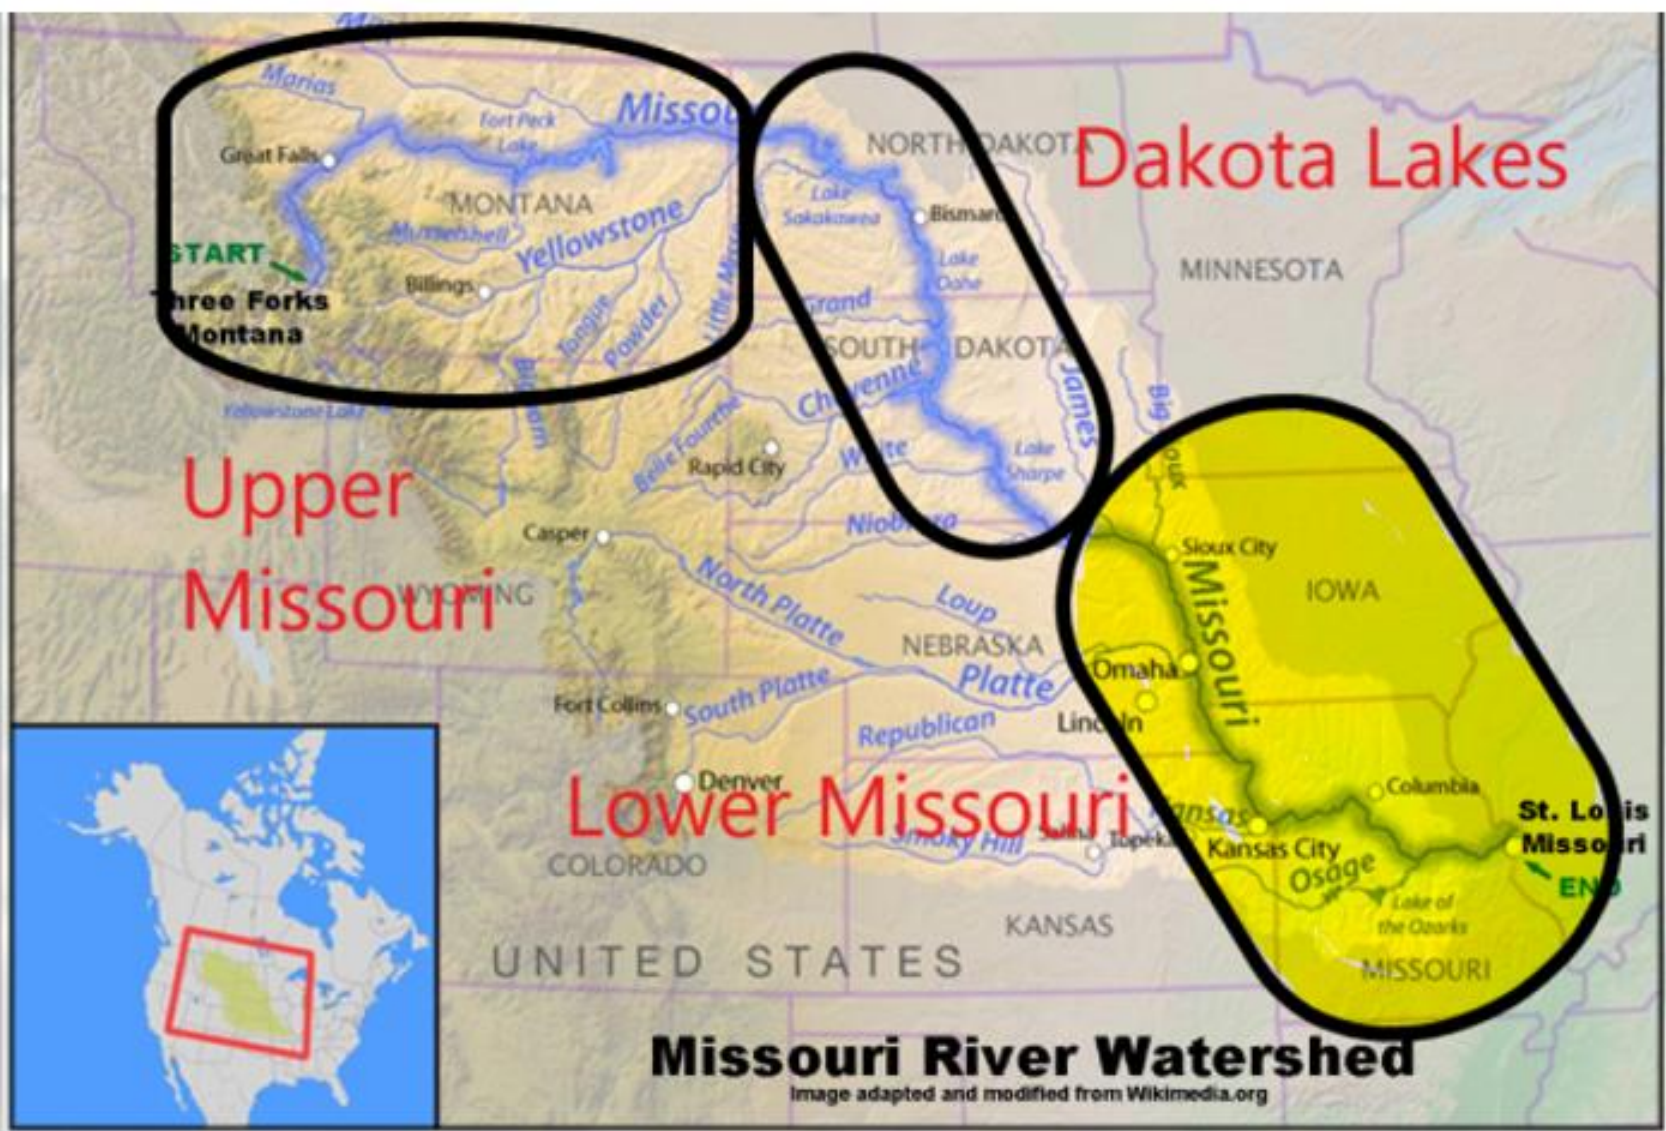 Marias
Missou
Fort Peck
Lake
Great Falls
MONTANA
Musselshell
Yellowstone
START
Three Forks
Montana
Billings
Tongue
Powder
Little Misso
NORTH DAKOTA
Dakota Lakes
Lake
Sakakawea
Bismarc
Lake
Oahe
MINNESOTA
Grand
SOUTH DAKOTA
Cheyenne
James
Big
oux
Yellowstone Lake
Belle Fourche
Rapid City
White
Lake
Sharpe
Upper
Missouri
Casper
WYOMING
Niobrara
Sioux City
Missouri
IOWA
North Platte
Loup
NEBRASKA
Omaha
Platte
Lincoln
Fort Collins
South Platte
Republican
Denver
Lower Missouri
Kansas
Columbia
St. Louis
Missouri
Smoky Hill
Salina
Topeka
Kansas City
Osage
END
COLORADO
Lake of
the Ozarks
KANSAS
MISSOURI
UNITED STATES
Missouri River Watershed
Image adapted and modified from Wikimedia.org